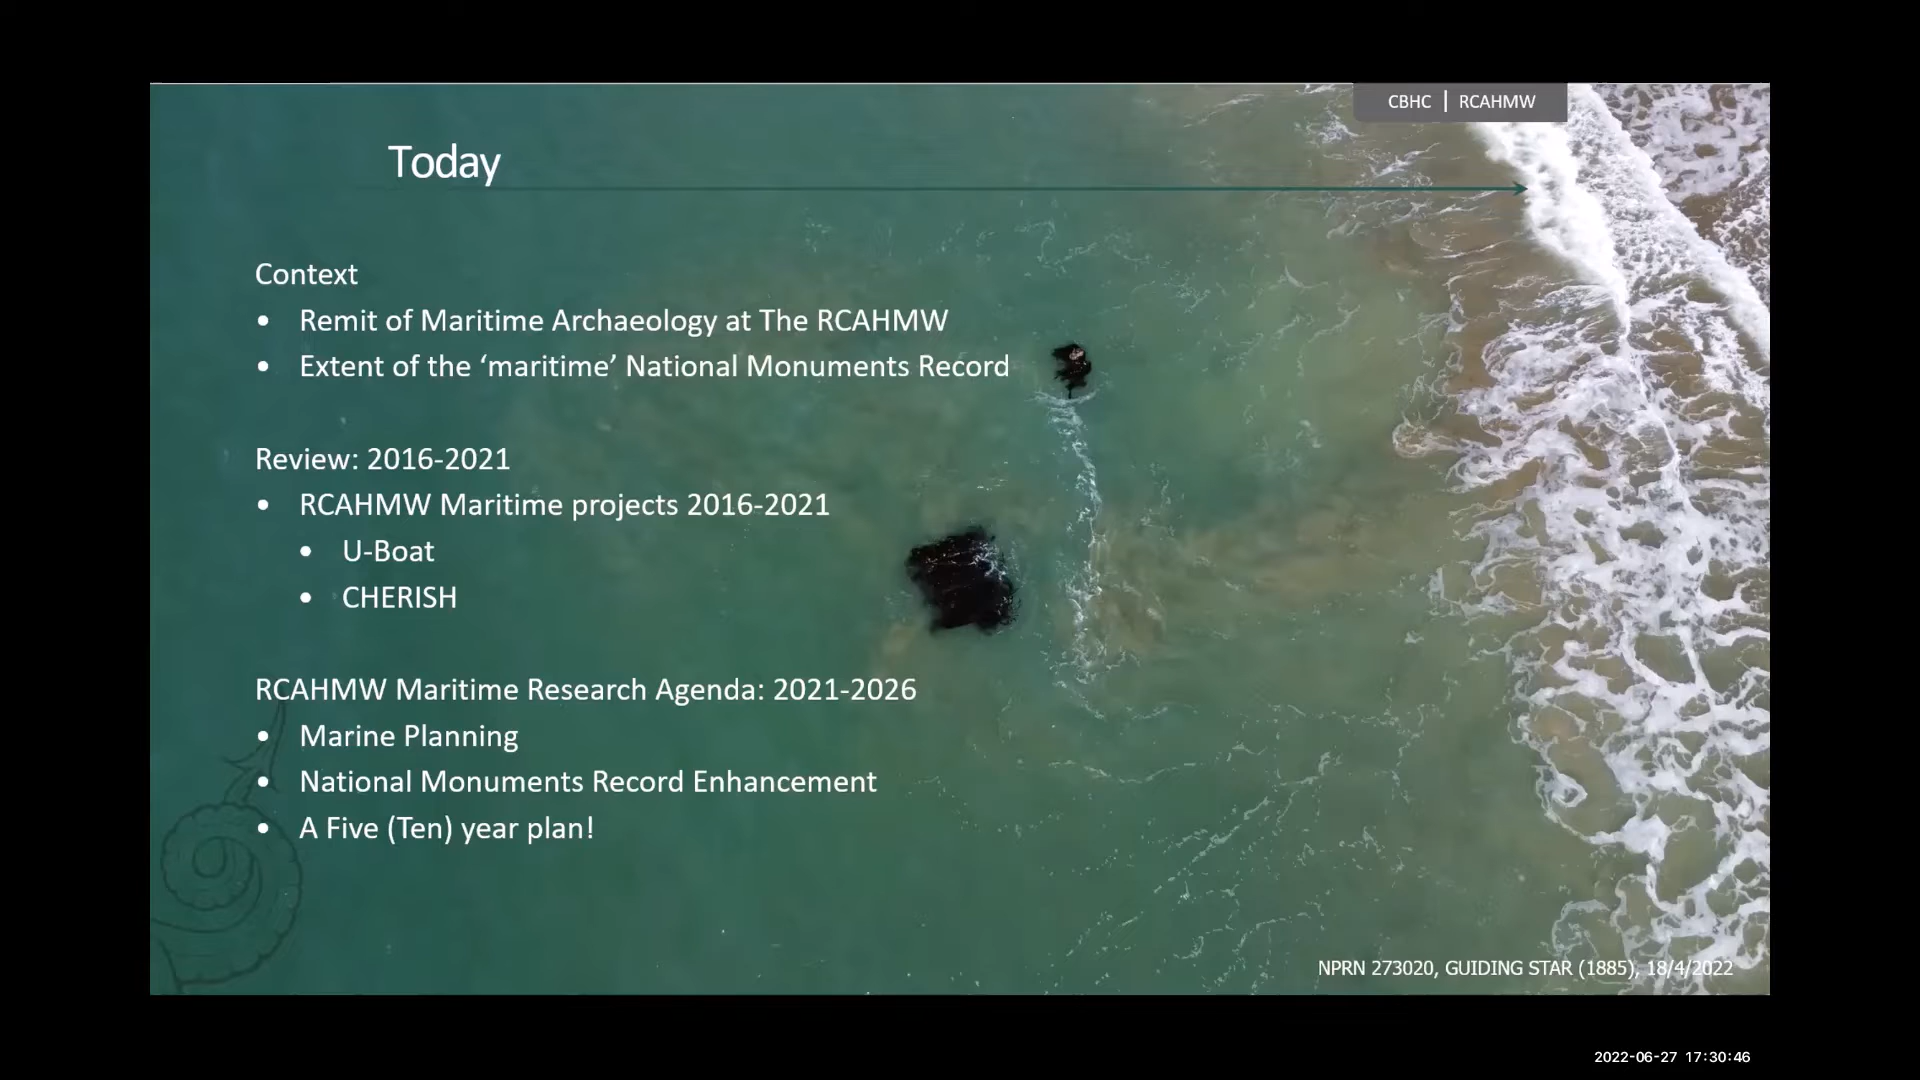 CBHC | RCAHMW
Today
Context
• Remit of Maritime Archaeology at The RCAHMW
• Extent of the ‘maritime’ National Monuments Record
Review: 2016-2021
• RCAHMW Maritime projects 2016-2021
• U-Boat
• CHERISH
RCAHMW Maritime Research Agenda: 2021-2026
• Marine Planning
• National Monuments Record Enhancement
• A Five (Ten) year plan!
NPRN 273020, GUIDING STAR (1885), 18/4/2022
2022-06-27 17:30:46